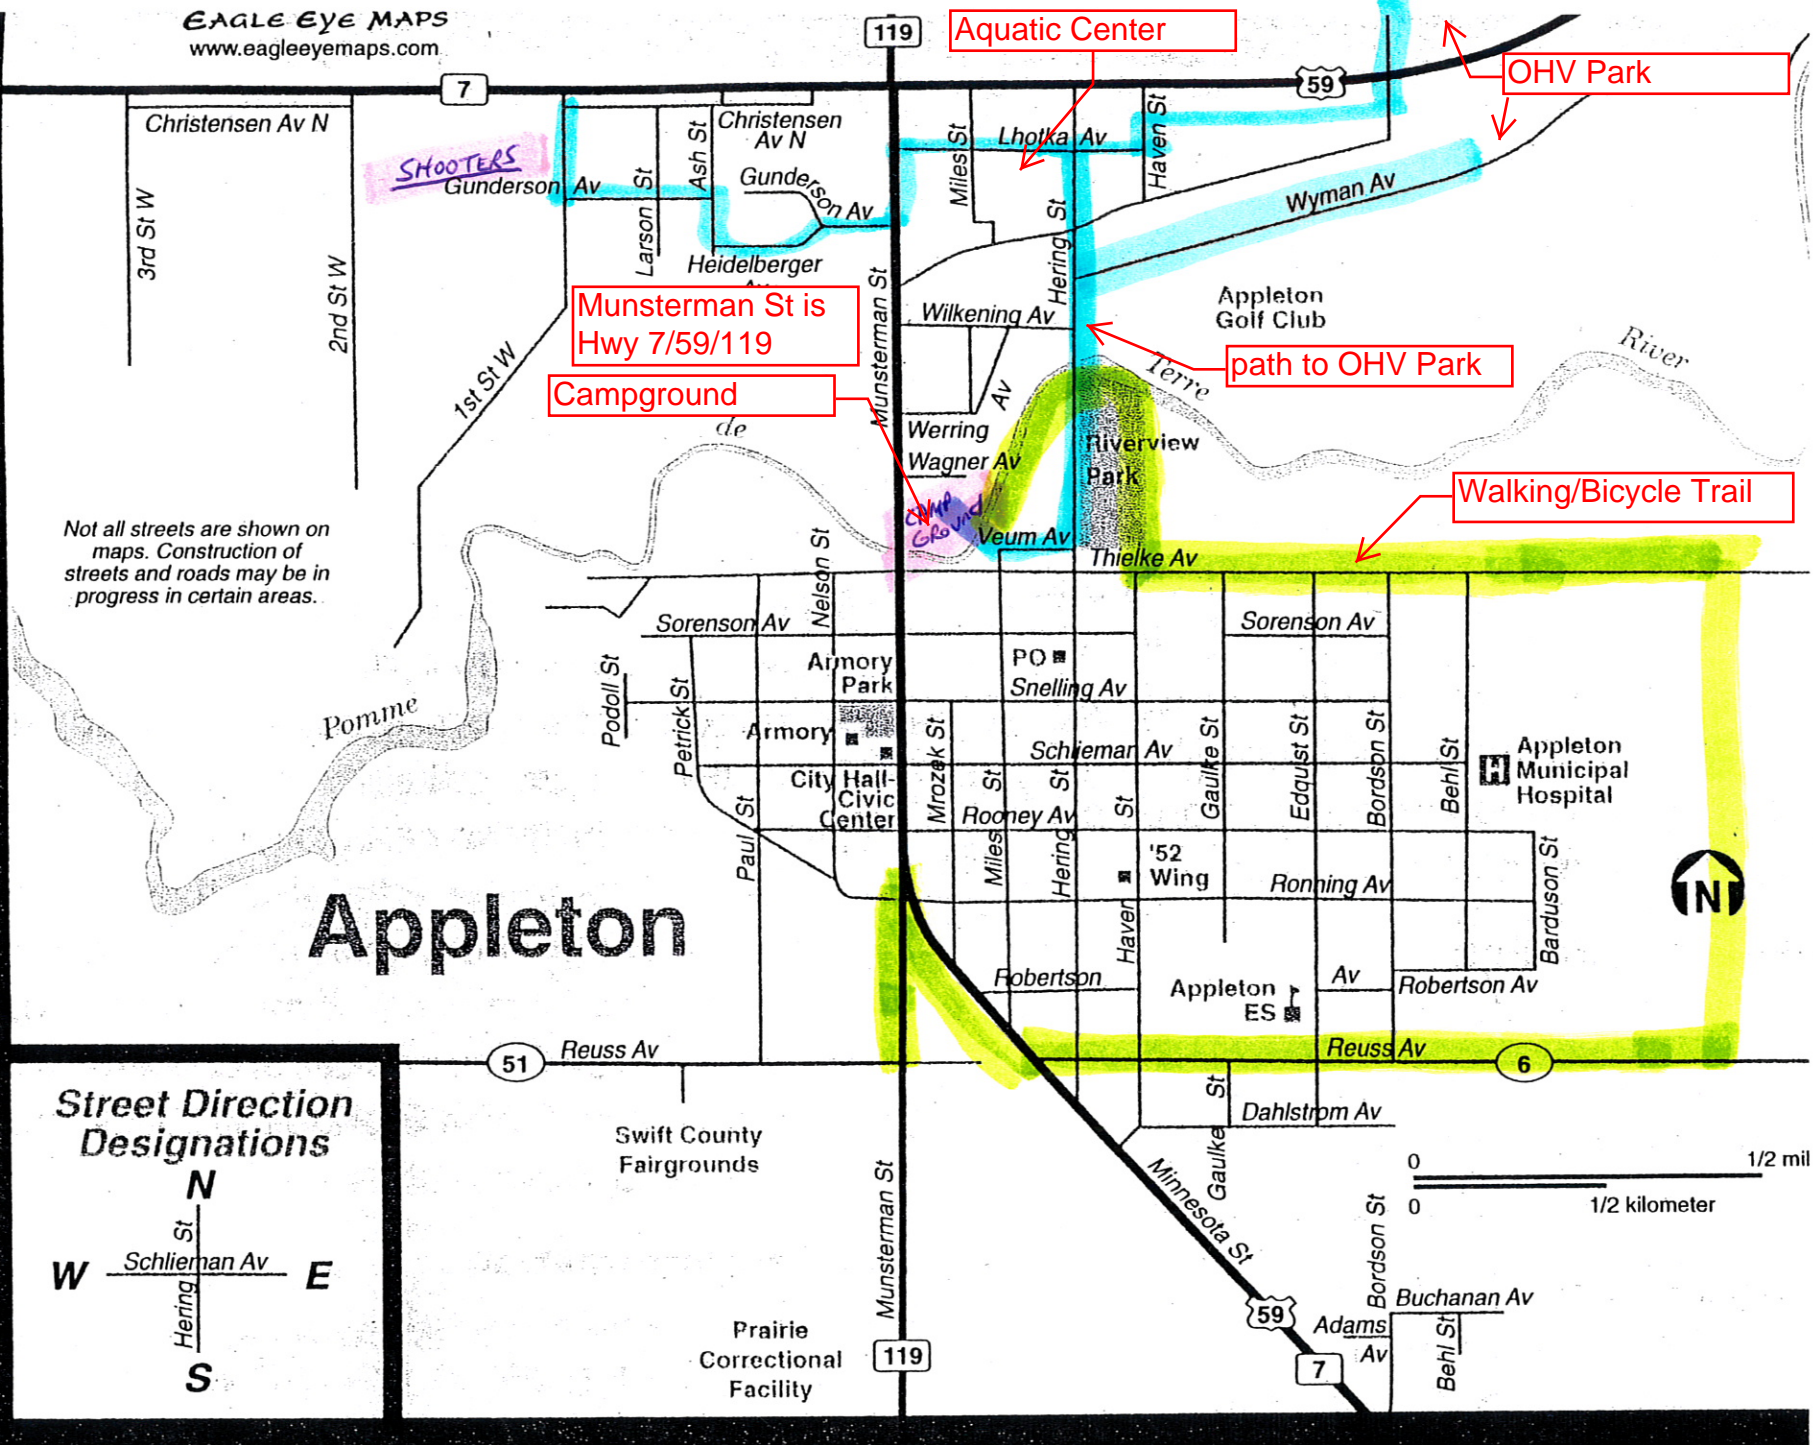 EAGLE EYE MAPS
www.eagleeyemaps.com
119
Aquatic Center
OHV Park
7
59
Christensen Av N
Christensen
Av N
SHOOTERS
Gunderson Av
Gunderson Av
Lhotka Av
Haven St
Miles St
Ash St
Larson St
3rd St W
2nd St W
Heidelberger
Wyman Av
Hering St
Munsterman St
Munsterman St is
Hwy 7/59/119
Wilkening Av
Appleton
Golf Club
path to OHV Park
Terre
River
1st St W
Campground
Av
de
Werring
Wagner Av
Riverview
Park
Walking/Bicycle Trail
CAMP
GROUND
Veum Av
Thielke Av
Not all streets are shown on
maps. Construction of
streets and roads may be in
progress in certain areas.
Nelson St
Sorenson Av
Sorenson Av
Armory
Park
PO
Snelling Av
Podoll St
Petrick St
Pomme
Armory
Mrozek St
Schlieman Av
Gaulke St
Edquist St
Bordson St
Behl St
Appleton
Municipal
Hospital
H
City Hall-
Civic
Center
Paul St
Miles St
Rooney Av
Hering St
Haven St
'52
Wing
Ronning Av
Barduson St
N
Appleton
Robertson
Av
Robertson Av
Appleton
ES
51
Reuss Av
Reuss Av
6
Street Direction
Designations
N
Hering St
Schlieman Av
W
E
S
Swift County
Fairgrounds
Gaulke St
Dahlstrom Av
Minnesota St
0
1/2 mil
0
1/2 kilometer
Munsterman St
Bordson St
59
Buchanan Av
Adams
Av
Behl St
Prairie
Correctional
Facility
119
7